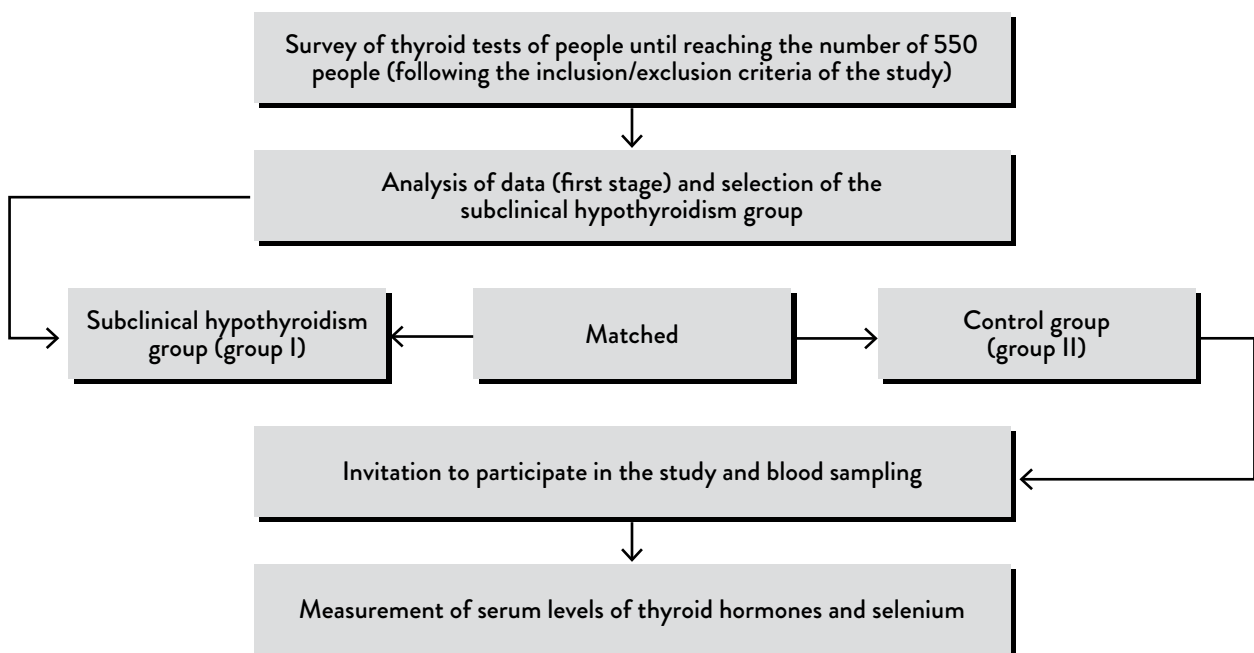 Survey of thyroid tests of people until reaching the number of 550
people (following the inclusion/exclusion criteria of the study)
Analysis of data (first stage) and selection of the
subclinical hypothyroidism group
Subclinical hypothyroidism
group (group I)
Matched
Control group
(group II)
Invitation to participate in the study and blood sampling
Measurement of serum levels of thyroid hormones and selenium